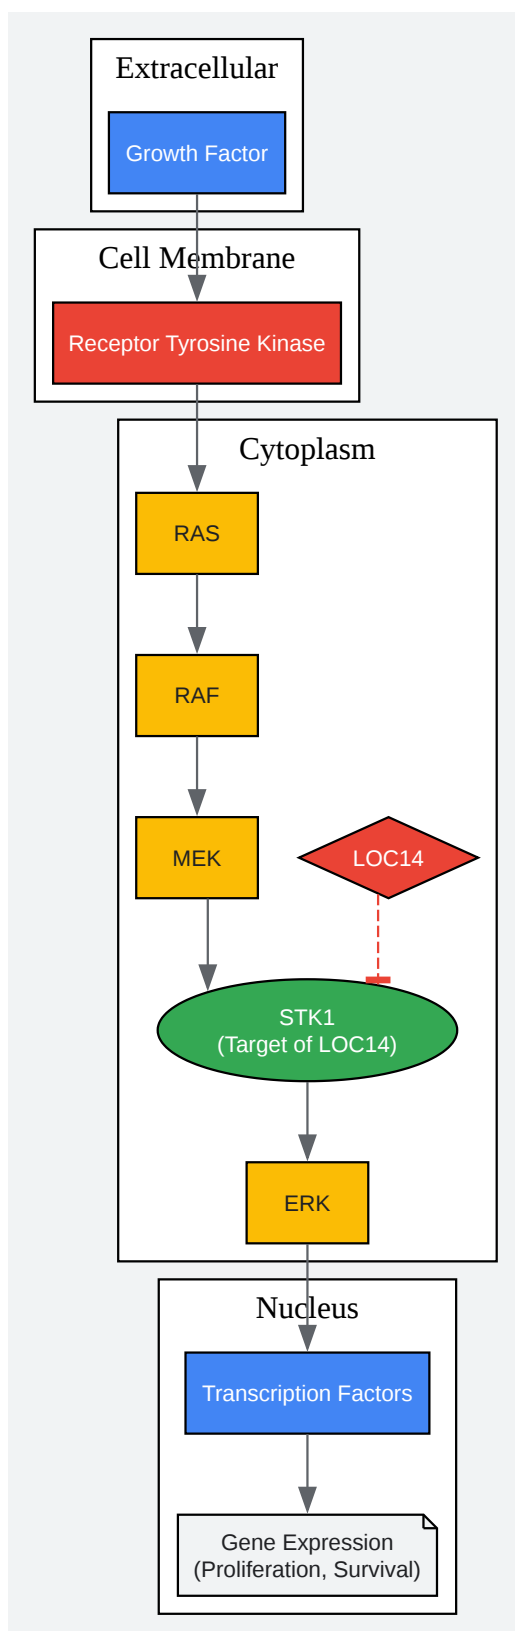 Extracellular
Growth Factor
Cell Membrane
Receptor Tyrosine Kinase
Cytoplasm
RAS
RAF
MEK
LOC14
STK1
(Target of LOC14)
ERK
Nucleus
Transcription Factors
Gene Expression
(Proliferation, Survival)